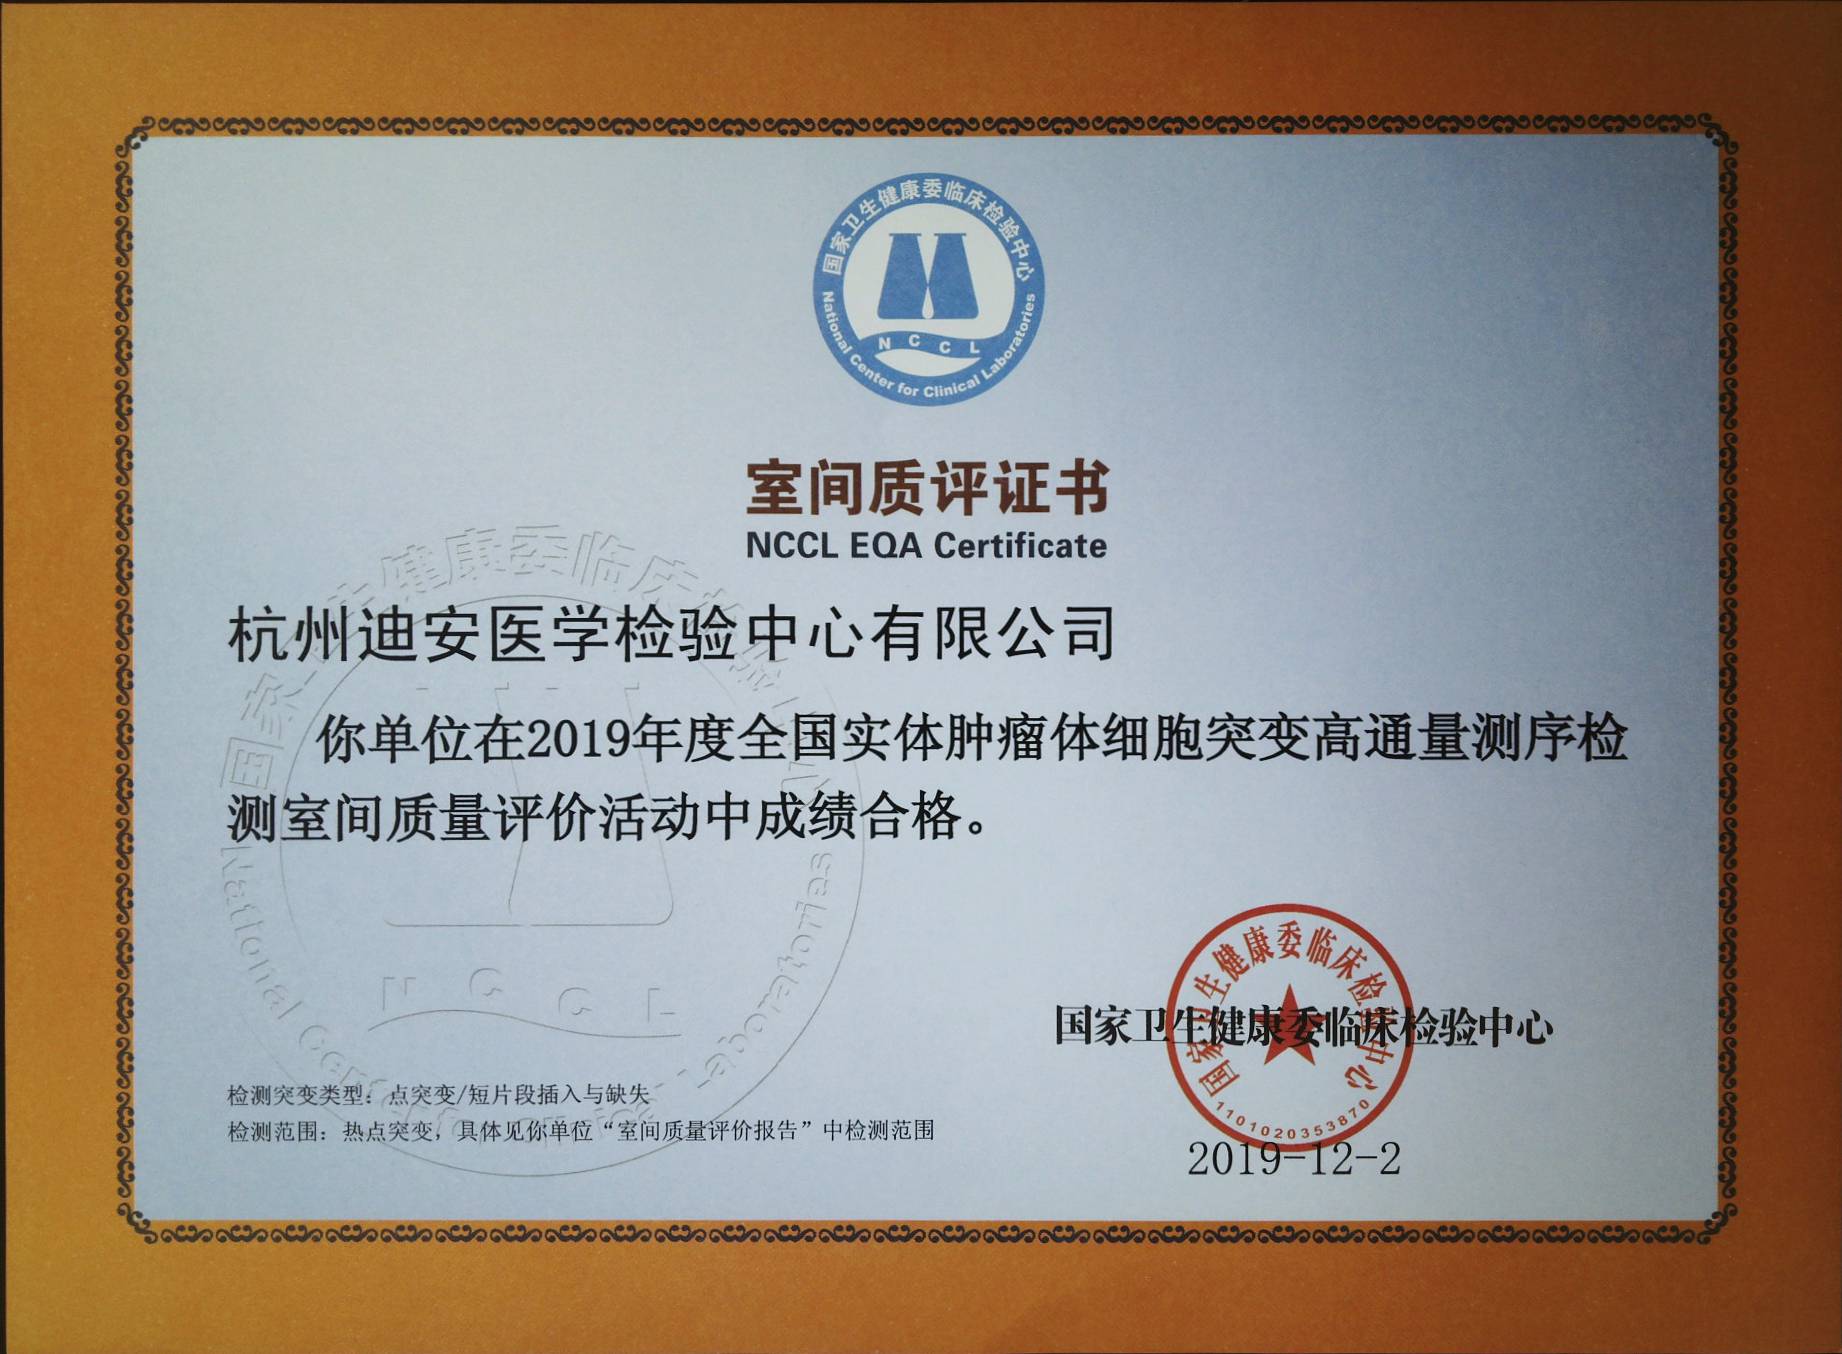 国家卫生健康委临床检验中心
NCCL
National Center for Clinical Laboratories
室间质评证书
NCCL EQA Certificate
杭州迪安医学检验中心有限公司
你单位在2019年度全国实体肿瘤体细胞突变高通量测序检
测室间质量评价活动中成绩合格。
国家卫生健康委临床检验中心
国家卫生健康委临床检验中心
1101020353870
2019-12-2
检测突变类型：点突变/短片段插入与缺失
检测范围：热点突变，具体见你单位“室间质量评价报告”中检测范围